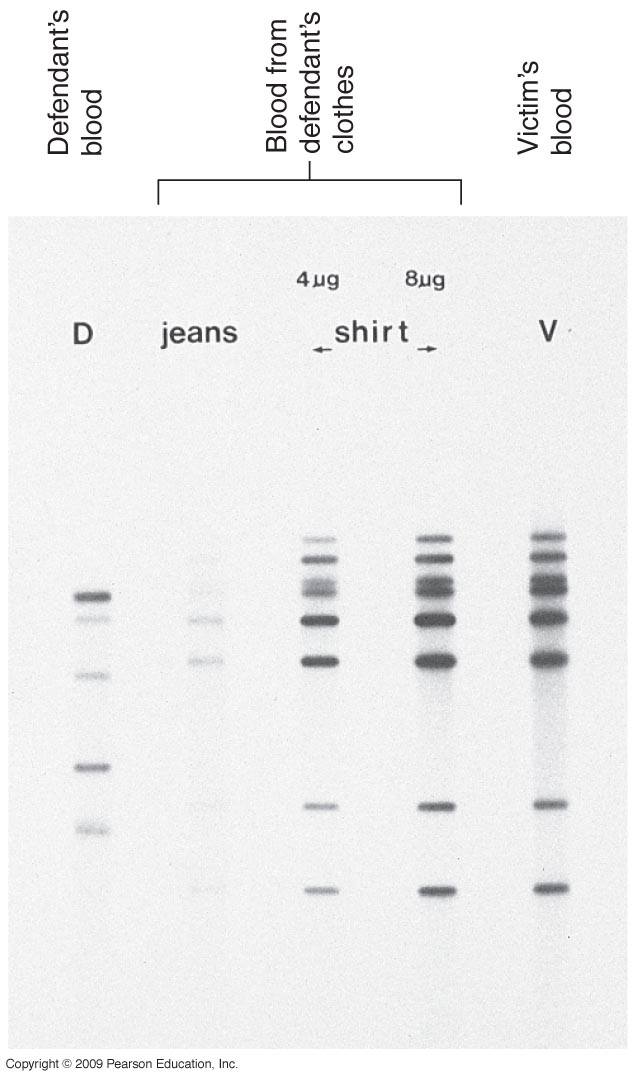 Defendant's
blood
Blood from
defendant's
clothes
Victim's
blood
4µg
8µg
D
jeans
shirt
V
Copyright © 2009 Pearson Education, Inc.